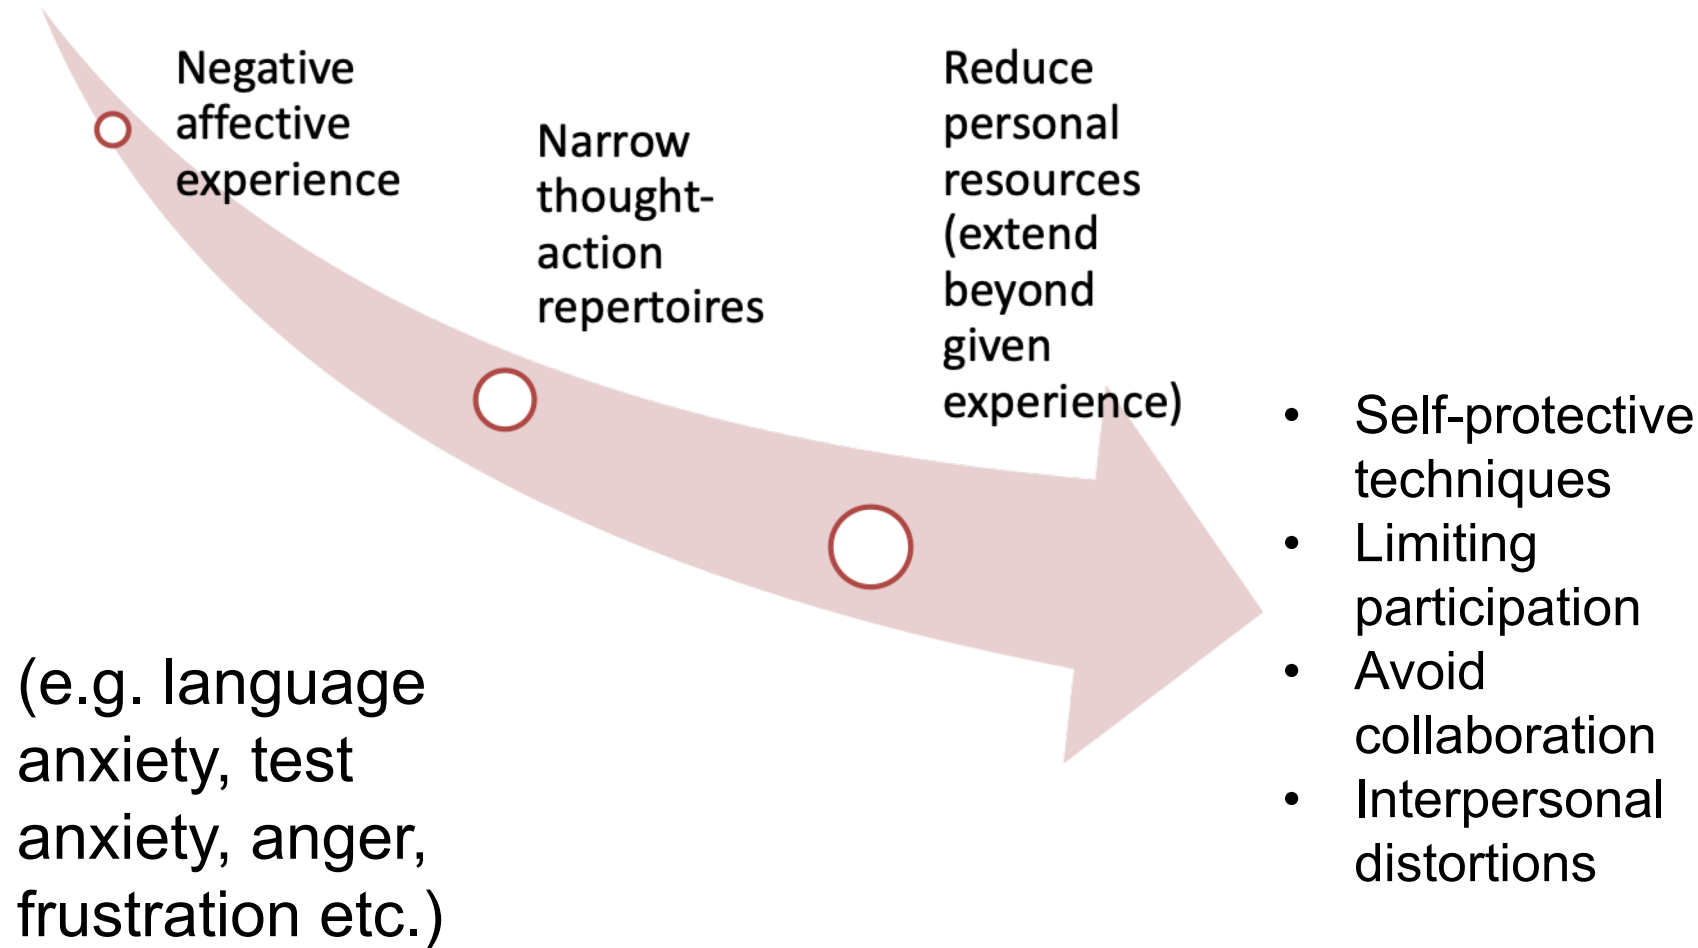 Negative
affective
experience
Narrow
thought-
action
repertoires
Reduce
personal
resources
(extend
beyond
given
experience)
• Self-protective
techniques
• Limiting
participation
• Avoid
collaboration
• Interpersonal
distortions
(e.g. language
anxiety, test
anxiety, anger,
frustration etc.)